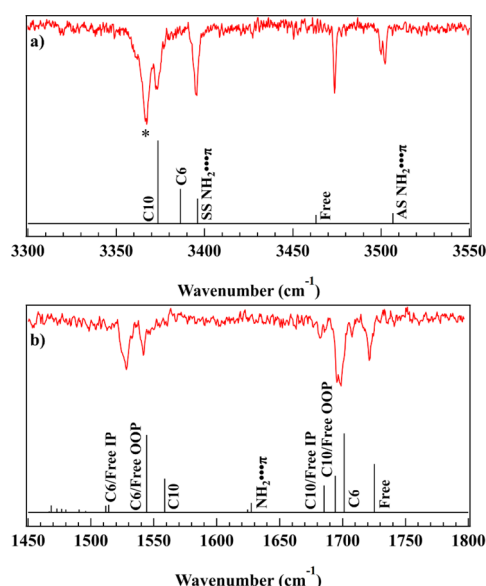 a)
*
C10
C6
SS NH₂•••π
Free
AS NH₂•••π
3300 3350 3400 3450 3500 3550
Wavenumber (cm⁻¹)
b)
C6/Free IP
C6/Free OOP
C10
NH₂•••π
C10/Free IP
C10/Free OOP
C6
Free
1450 1500 1550 1600 1650 1700 1750 1800
Wavenumber (cm⁻¹)